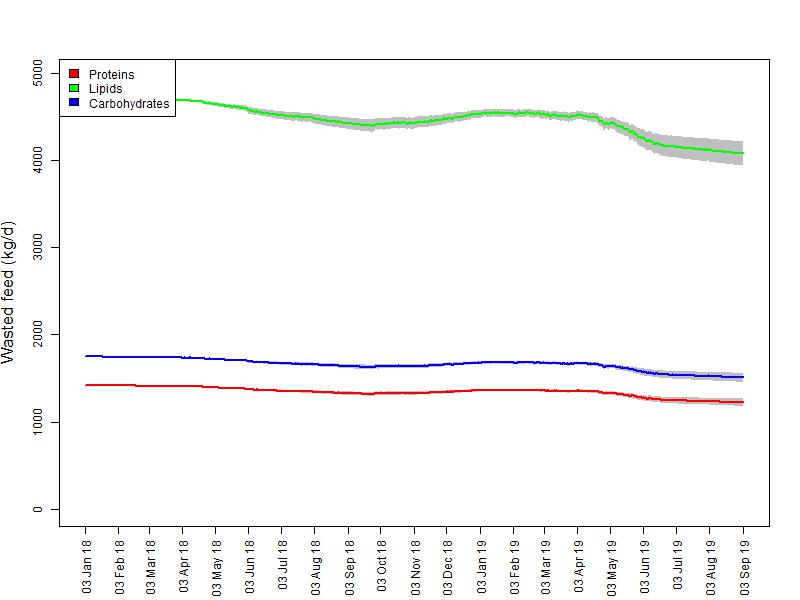 Proteins
Lipids
Carbohydrates
Wasted feed (kg/d)
5000
4000
3000
2000
1000
0
03 Jan 18
03 Feb 18
03 Mar 18
03 Apr 18
03 May 18
03 Jun 18
03 Jul 18
03 Aug 18
03 Sep 18
03 Oct 18
03 Nov 18
03 Dec 18
03 Jan 19
03 Feb 19
03 Mar 19
03 Apr 19
03 May 19
03 Jun 19
03 Jul 19
03 Aug 19
03 Sep 19